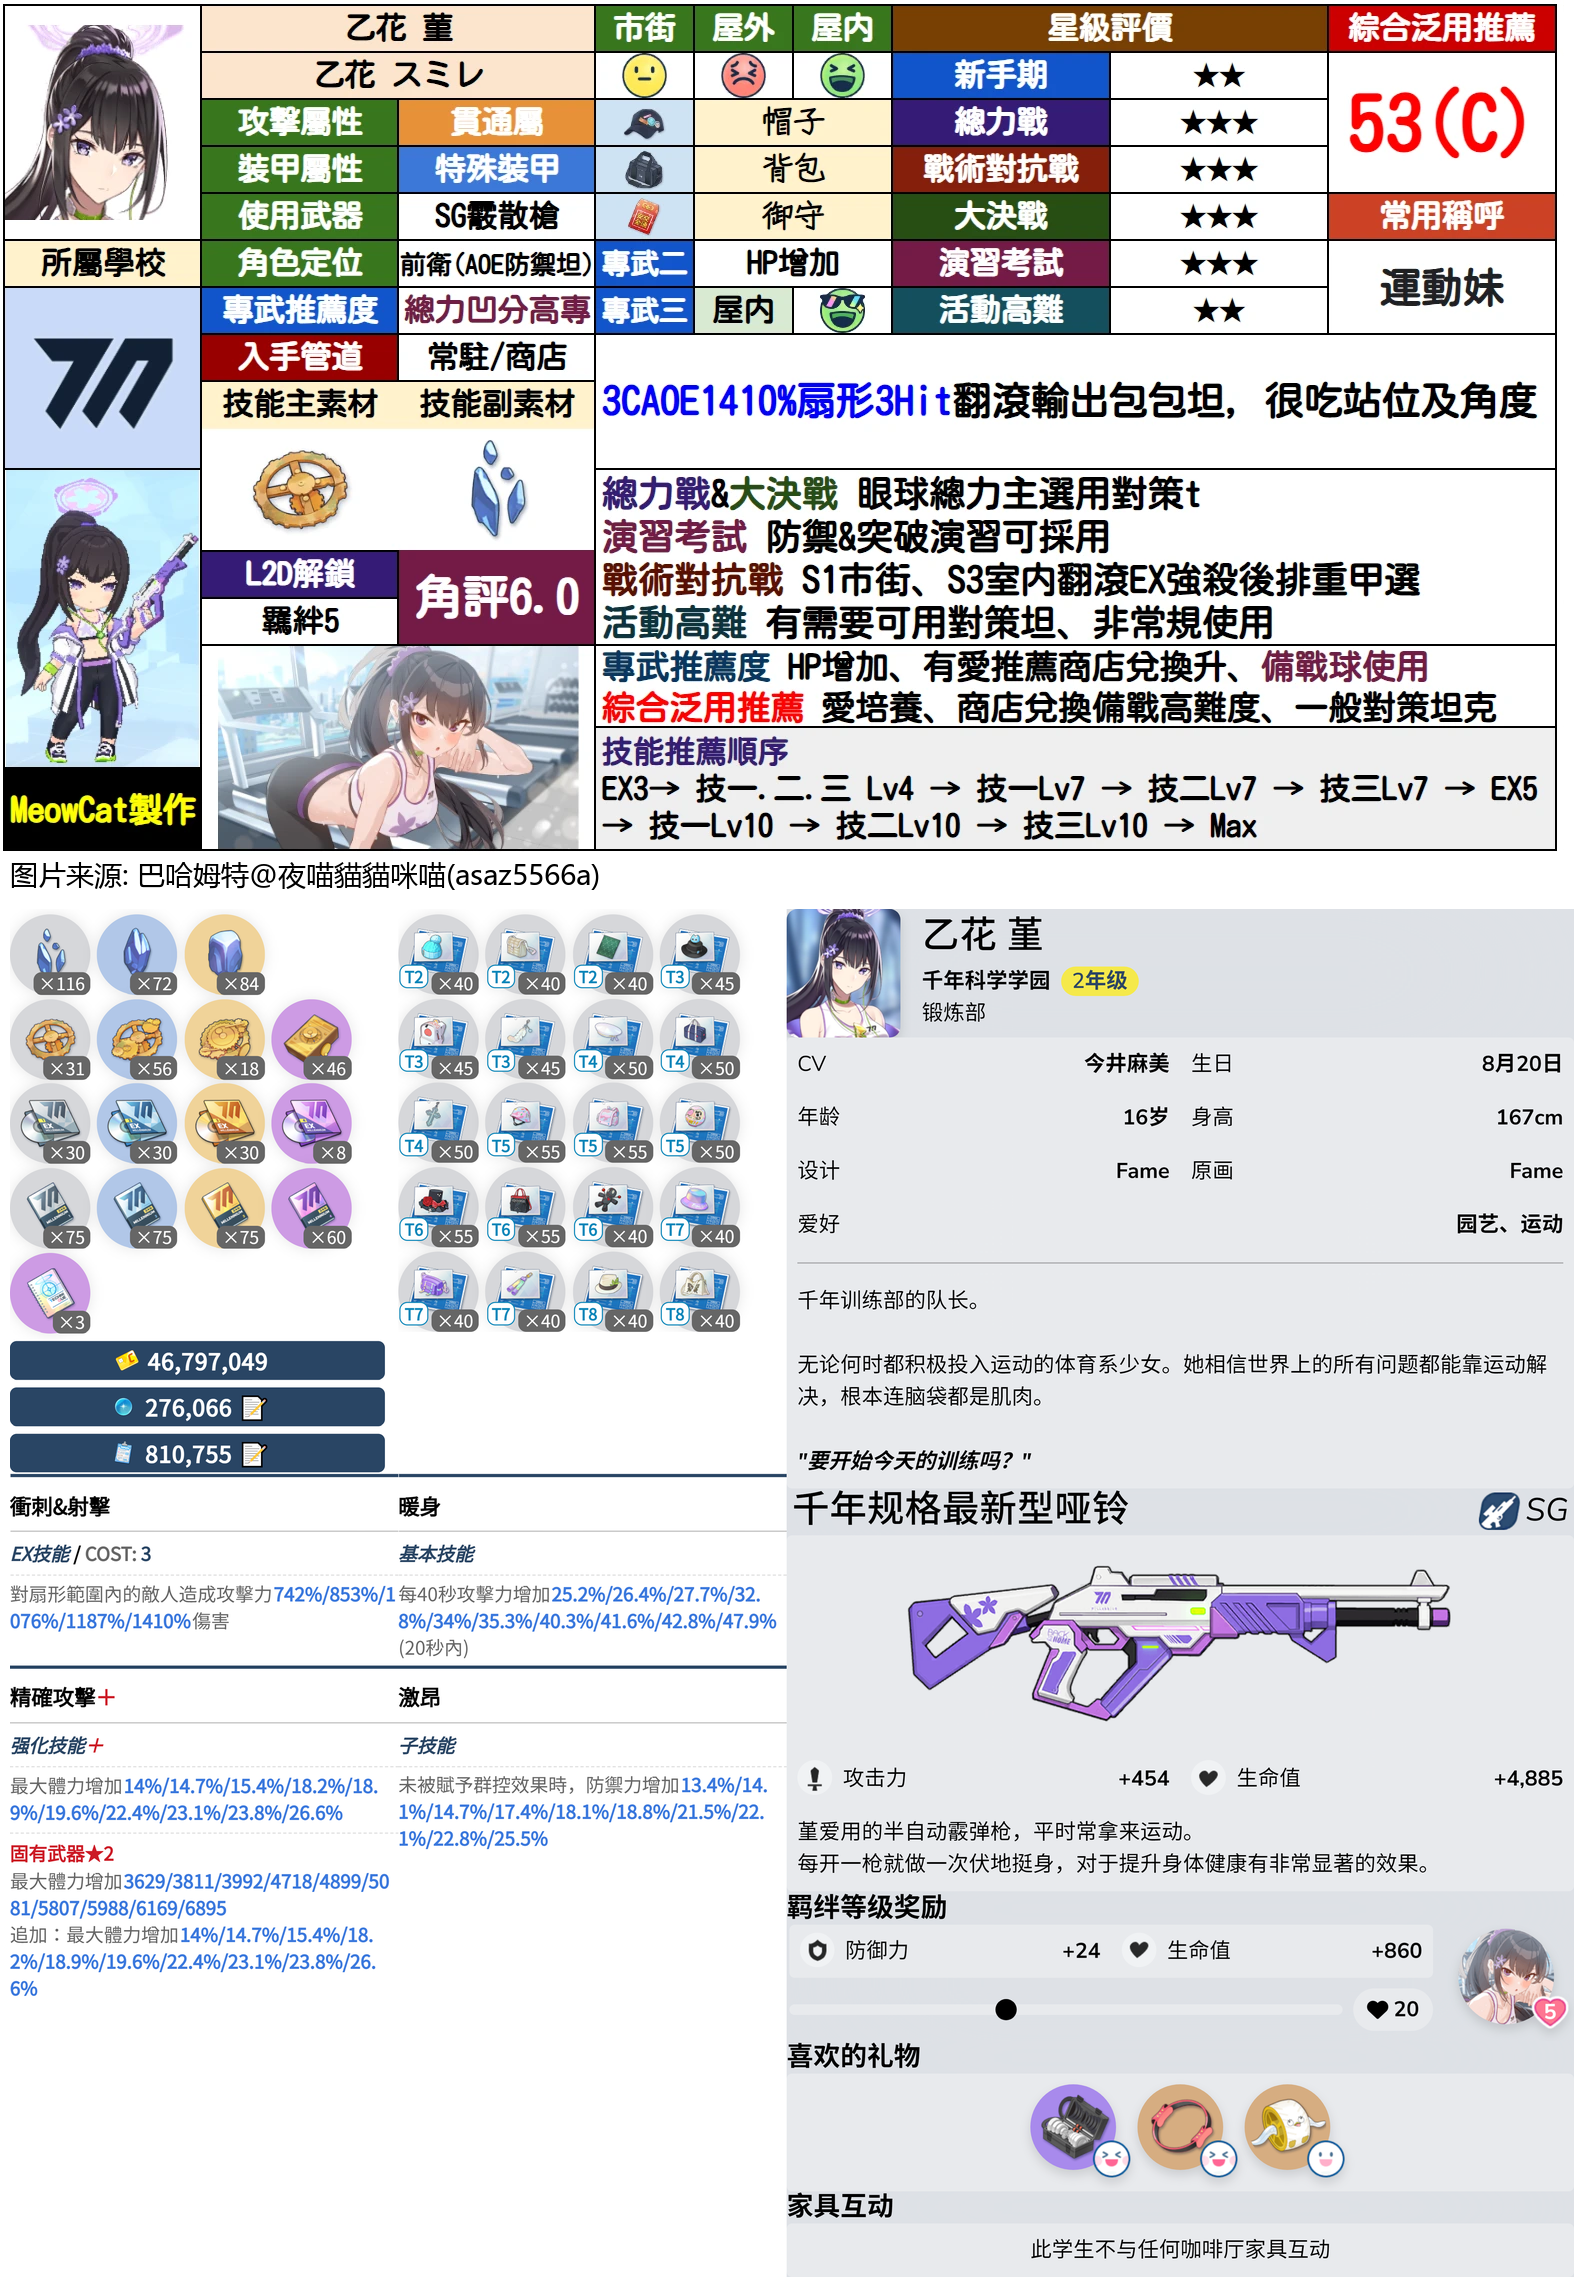 乙花 菫
市街
屋外
屋内
星級評價
綜合泛用推薦
乙花 スミレ
新手期
★★
53(C)
攻擊屬性
貫通屬
帽子
總力戰
★★★
裝甲屬性
特殊裝甲
背包
戰術對抗戰
★★★
使用武器
SG霰散槍
御守
大決戰
★★★
常用稱呼
所屬學校
角色定位
前衛(AOE防禦坦)
專武二
HP增加
演習考試
★★★
運動妹
專武推薦度
總力凹分高專
專武三
屋内
活動高難
★★
入手管道
常駐/商店
3CAOE1410%扇形3Hit翻滾輸出包包坦, 很吃站位及角度
技能主素材
技能副素材
總力戰&大決戰 眼球總力主選用對策t
演習考試 防禦&突破演習可採用
戰術對抗戰 S1市街、S3室内翻滾EX強殺後排重甲選
活動高難 有需要可用對策坦、非常規使用
L2D解鎖
羈絆5
角評6.0
專武推薦度 HP增加、有愛推薦商店兌換升、備戰球使用
綜合泛用推薦 愛培養、商店兌換備戰高難度、一般對策坦克
MeowCat製作
技能推薦順序
EX3→ 技一.二.三 Lv4 → 技一Lv7 → 技二Lv7 → 技三Lv7 → EX5
→ 技一Lv10 → 技二Lv10 → 技三Lv10 → Max
图片来源: 巴哈姆特@夜喵貓貓咪喵(asaz5566a)
×116
×72
×84
×31
×56
×18
×46
EX
×30
×30
×30
×8
×75
×75
×75
×60
×3
46,797,049
276,066
810,755
T2 ×40
T2 ×40
T2 ×40
T3 ×45
T3 ×45
T3 ×45
T4 ×50
T4 ×50
T4 ×50
T5 ×55
T5 ×55
T5 ×50
T6 ×55
T6 ×55
T6 ×40
T7 ×40
T7 ×40
T7 ×40
T8 ×40
T8 ×40
衝刺&射擊
EX技能 / COST: 3
對扇形範圍內的敵人造成攻擊力742%/853%/1
076%/1187%/1410%傷害
暖身
基本技能
每40秒攻擊力增加25.2%/26.4%/27.7%/32.
8%/34%/35.3%/40.3%/41.6%/42.8%/47.9%
(20秒內)
精確攻擊+
强化技能+
最大體力增加14%/14.7%/15.4%/18.2%/18.
9%/19.6%/22.4%/23.1%/23.8%/26.6%
固有武器★2
最大體力增加3629/3811/3992/4718/4899/50
81/5807/5988/6169/6895
追加：最大體力增加14%/14.7%/15.4%/18.
2%/18.9%/19.6%/22.4%/23.1%/23.8%/26.
6%
激昂
子技能
未被賦予群控效果時，防禦力增加13.4%/14.
1%/14.7%/17.4%/18.1%/18.8%/21.5%/22.
1%/22.8%/25.5%
乙花 堇
千年科学学园 2年级
锻炼部
CV 今井麻美
生日 8月20日
年龄 16岁
身高 167cm
设计 Fame
原画 Fame
爱好 园艺、运动
千年训练部的队长。
无论何时都积极投入运动的体育系少女。她相信世界上的所有问题都能靠运动解
决，根本连脑袋都是肌肉。
"要开始今天的训练吗？"
千年规格最新型哑铃
SG
BACK
HOME
攻击力 +454
生命值 +4,885
堇爱用的半自动霰弹枪，平时常拿来运动。
每开一枪就做一次伏地挺身，对于提升身体健康有非常显著的效果。
羁绊等级奖励
防御力 +24
生命值 +860
20
5
喜欢的礼物
家具互动
此学生不与任何咖啡厅家具互动